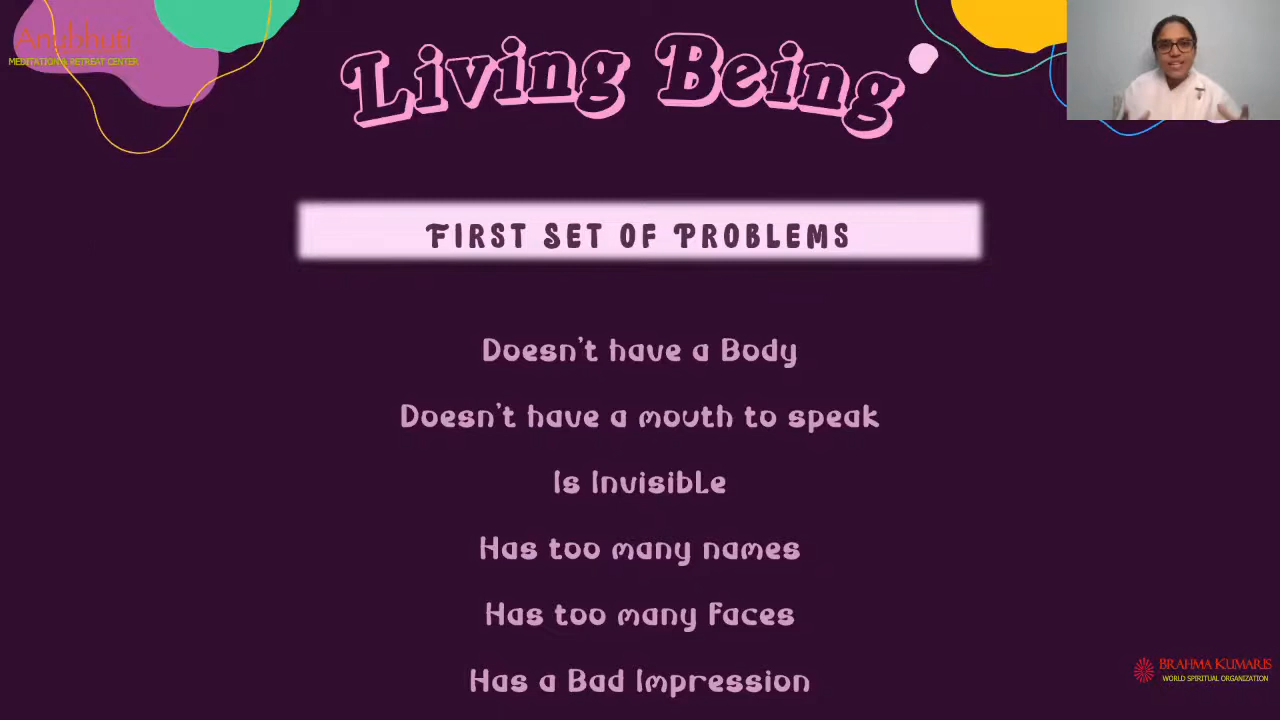 Anubhuti
MEDITATION & RETREAT CENTER
Living Being
First Set of Problems
Doesn't have a Body
Doesn't have a mouth to speak
Is Invisible
Has too many names
Has too many faces
Has a Bad Impression
BRAHMA KUMARIS
WORLD SPIRITUAL ORGANIZATION